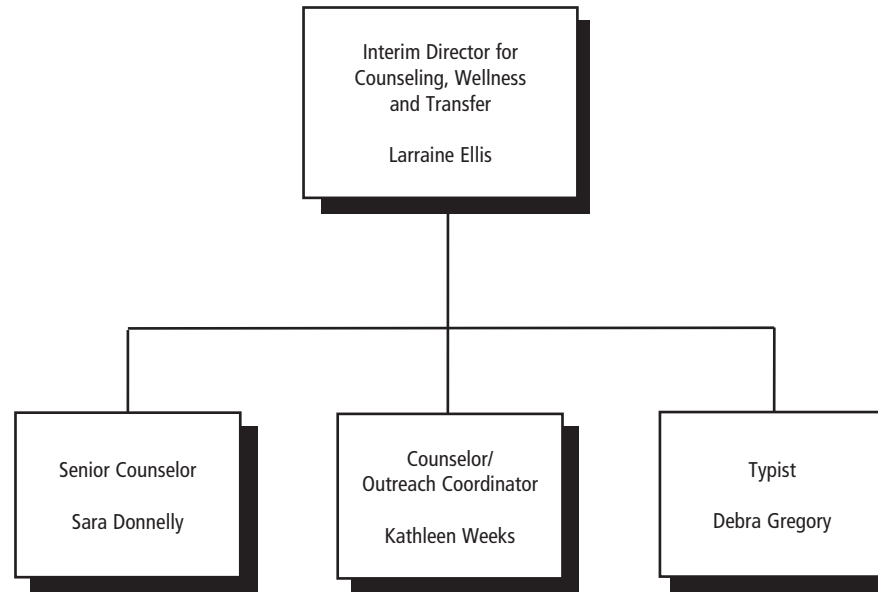 Interim Director for
Counseling, Wellness
and Transfer
Larraine Ellis
Senior Counselor
Sara Donnelly
Counselor/
Outreach Coordinator
Kathleen Weeks
Typist
Debra Gregory